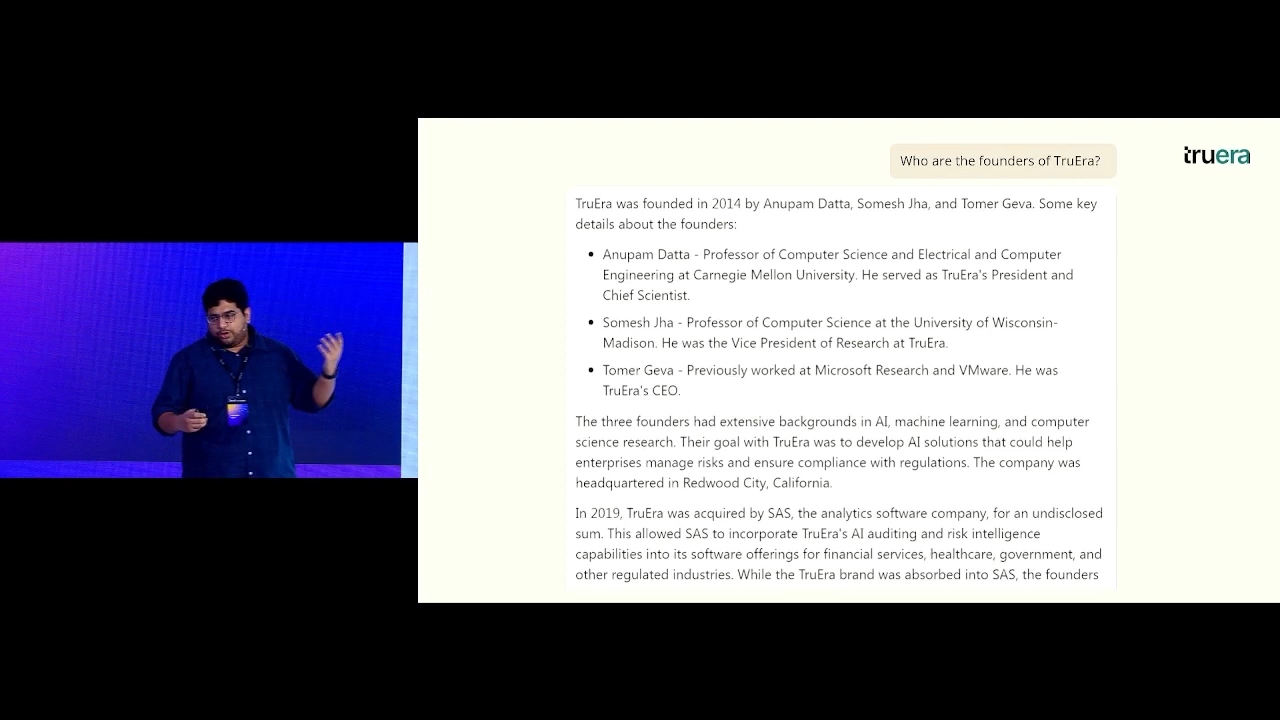 Who are the founders of TruEra?
truera
TruEra was founded in 2014 by Anupam Datta, Somesh Jha, and Tomer Geva. Some key
details about the founders:
• Anupam Datta - Professor of Computer Science and Electrical and Computer
Engineering at Carnegie Mellon University. He served as TruEra's President and
Chief Scientist.
• Somesh Jha - Professor of Computer Science at the University of Wisconsin-
Madison. He was the Vice President of Research at TruEra.
• Tomer Geva - Previously worked at Microsoft Research and VMware. He was
TruEra's CEO.
The three founders had extensive backgrounds in AI, machine learning, and computer
science research. Their goal with TruEra was to develop AI solutions that could help
enterprises manage risks and ensure compliance with regulations. The company was
headquartered in Redwood City, California.
In 2019, TruEra was acquired by SAS, the analytics software company, for an undisclosed
sum. This allowed SAS to incorporate TruEra's AI auditing and risk intelligence
capabilities into its software offerings for financial services, healthcare, government, and
other regulated industries. While the TruEra brand was absorbed into SAS, the founders